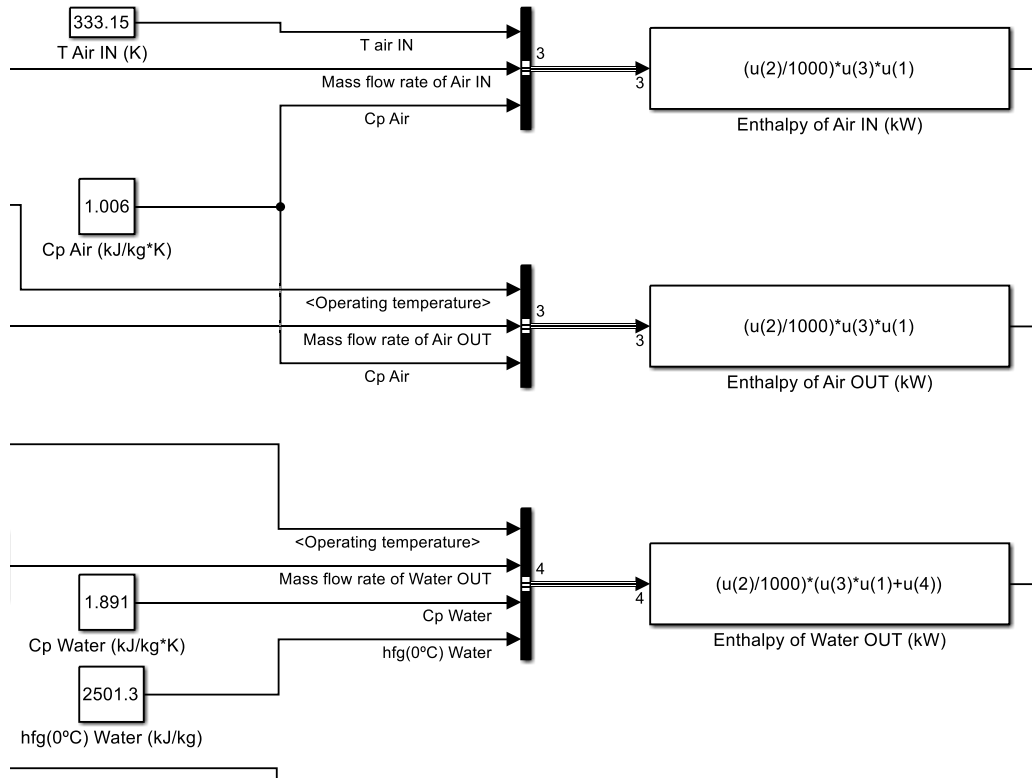 333.15
T Air IN (K)
T air IN
3
Mass flow rate of Air IN
3
(u(2)/1000)*u(3)*u(1)
Cp Air
Enthalpy of Air IN (kW)
1.006
Cp Air (kJ/kg*K)
<Operating temperature>
3
Mass flow rate of Air OUT
3
(u(2)/1000)*u(3)*u(1)
Cp Air
Enthalpy of Air OUT (kW)
<Operating temperature>
4
Mass flow rate of Water OUT
4
(u(2)/1000)*(u(3)*u(1)+u(4))
1.891
Cp Water
Enthalpy of Water OUT (kW)
Cp Water (kJ/kg*K)
hfg(0ºC) Water
2501.3
hfg(0ºC) Water (kJ/kg)